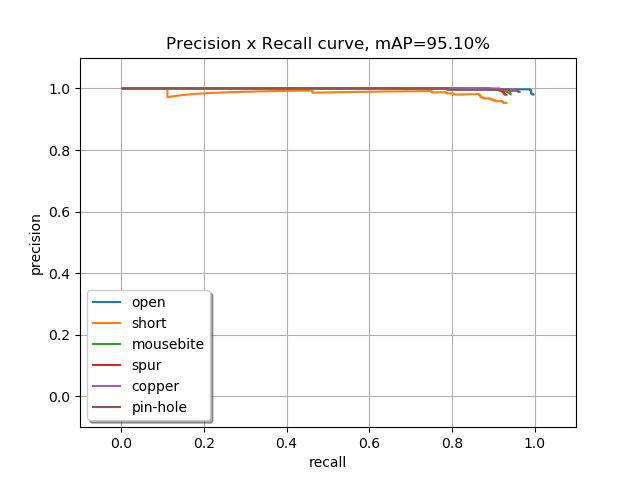 Precision x Recall curve, mAP=95.10%
1.0
0.8
0.6
0.4
0.2
0.0
precision
open
short
mousebite
spur
copper
pin-hole
0.0 0.2 0.4 0.6 0.8 1.0
recall